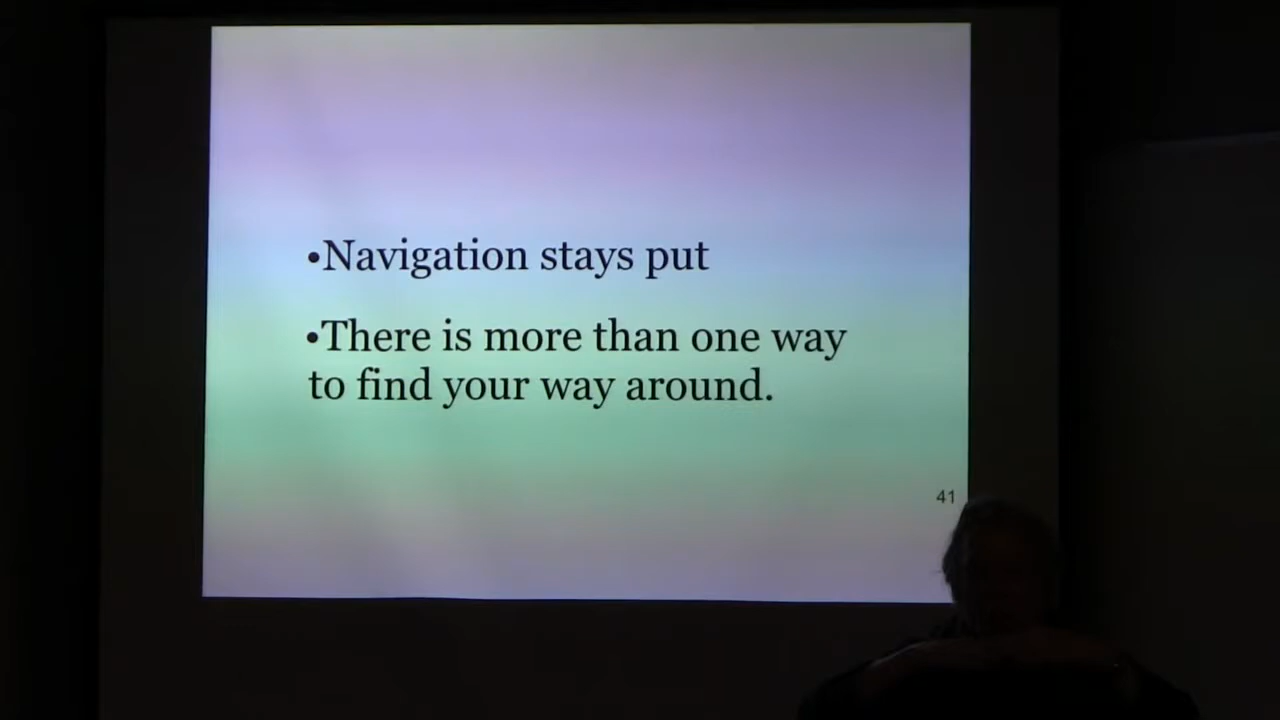 •Navigation stays put
•There is more than one way
to find your way around.
41